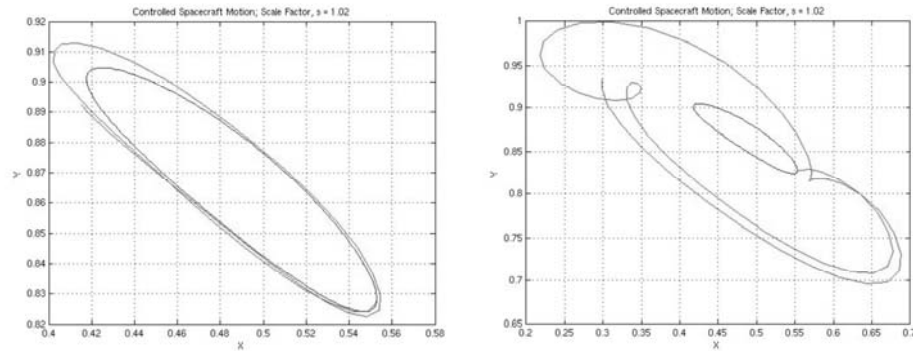 Controlled Spacecraft Motion; Scale Factor, s = 1.02
0.92
0.91
0.9
0.89
0.88
0.87
0.86
0.85
0.84
0.83
0.82
Y
0.4 0.42 0.44 0.46 0.48 0.5 0.52 0.54 0.56 0.58
X
Controlled Spacecraft Motion; Scale Factor, s = 1.02
1
0.95
0.9
0.85
0.8
0.75
0.7
0.65
Y
0.2 0.25 0.3 0.35 0.4 0.45 0.5 0.55 0.6 0.65 0.7
X